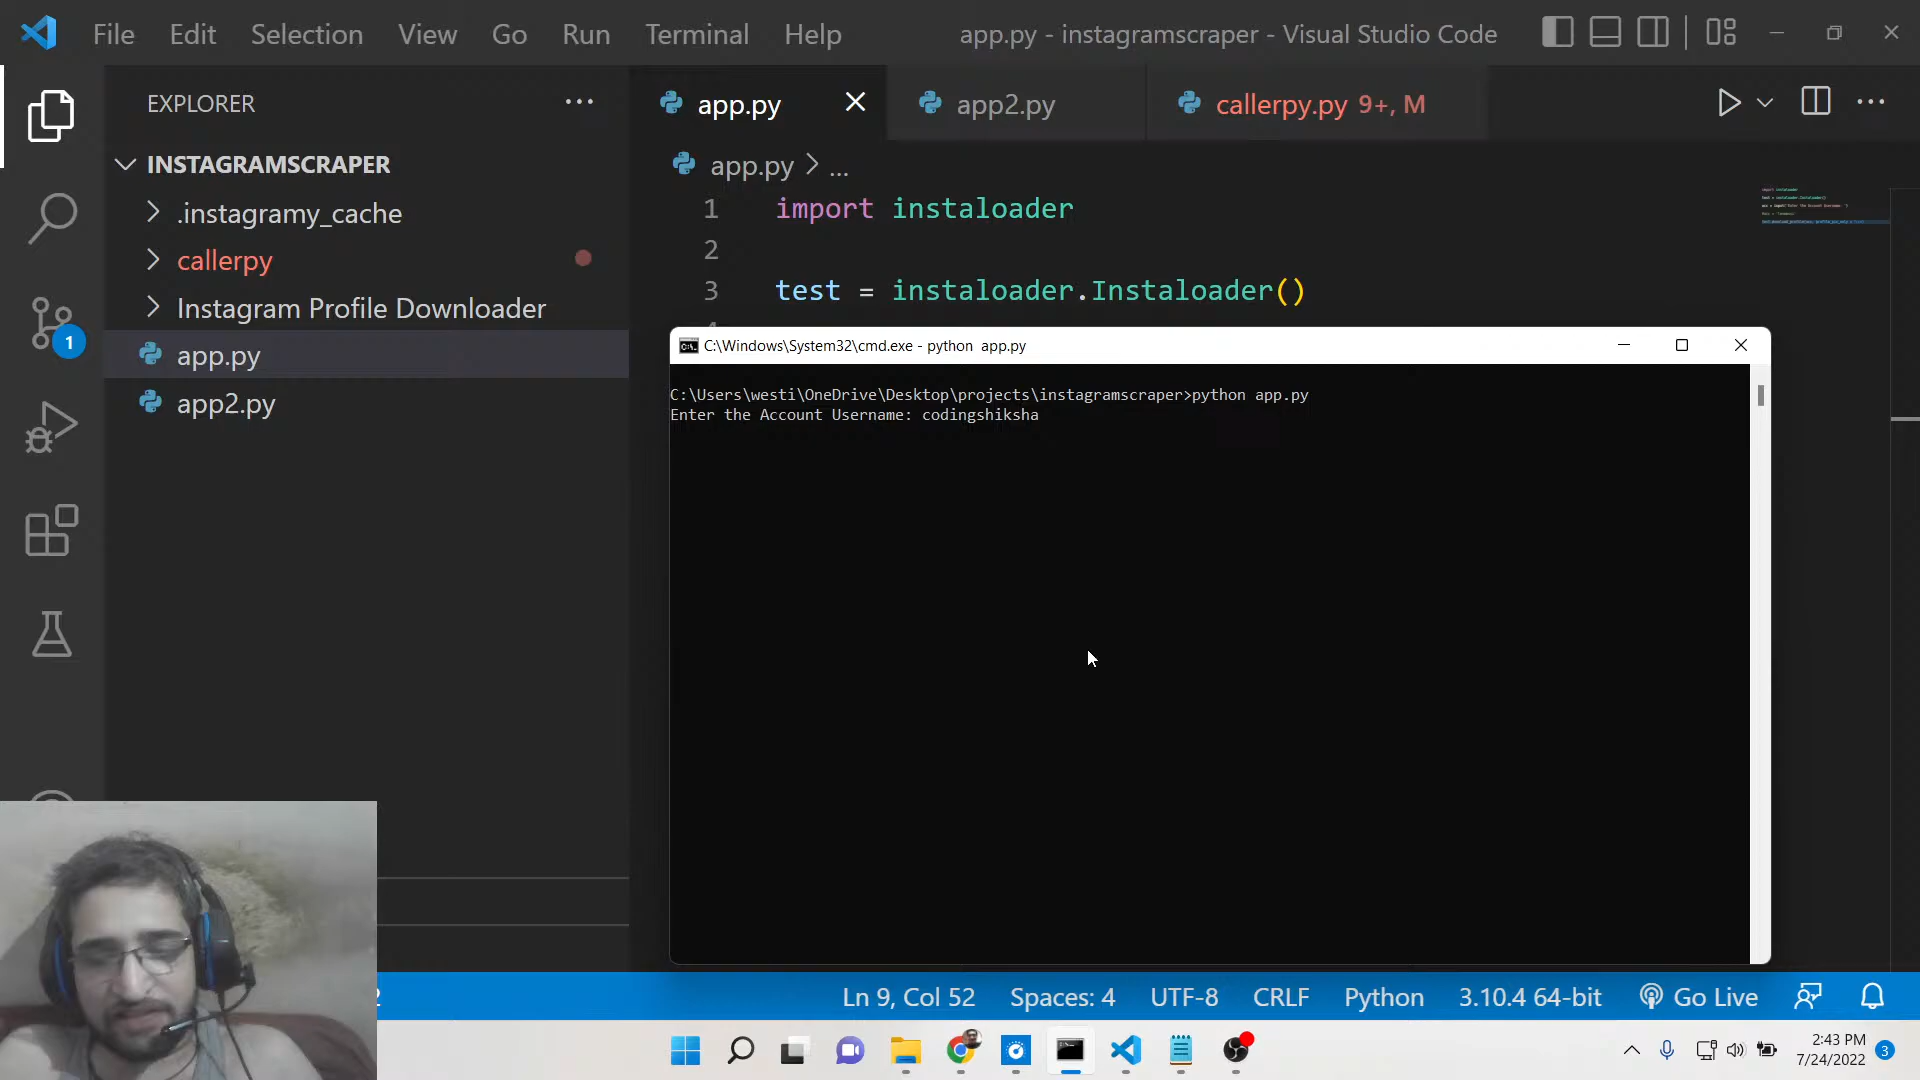 File Edit Selection View Go Run Terminal Help
app.py - instagramscraper - Visual Studio Code
EXPLORER
INSTAGRAMSCRAPER
.instagramy_cache
callerpy
Instagram Profile Downloader
app.py
app2.py
1
app.py
app2.py
callerpy.py 9+, M
app.py > ...
1 import instaloader
2
3 test = instaloader.Instaloader()
C:\Windows\System32\cmd.exe - python app.py
C:\Users\westi\OneDrive\Desktop\projects\instagramscraper>python app.py
Enter the Account Username: codingshiksha
Ln 9, Col 52 Spaces: 4 UTF-8 CRLF Python 3.10.4 64-bit Go Live
2:43 PM
7/24/2022
3